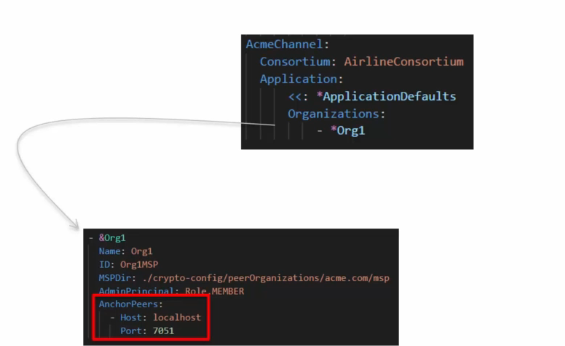 AcmeChannel:
Consortium: AirlineConsortium
Application:
<<: *ApplicationDefaults
Organizations:
- *Org1
- &Org1
Name: Org1
ID: Org1MSP
MSPDir: ./crypto-config/peerOrganizations/acme.com/msp
AdminPrincipal: Role.MEMBER
AnchorPeers:
- Host: localhost
Port: 7051